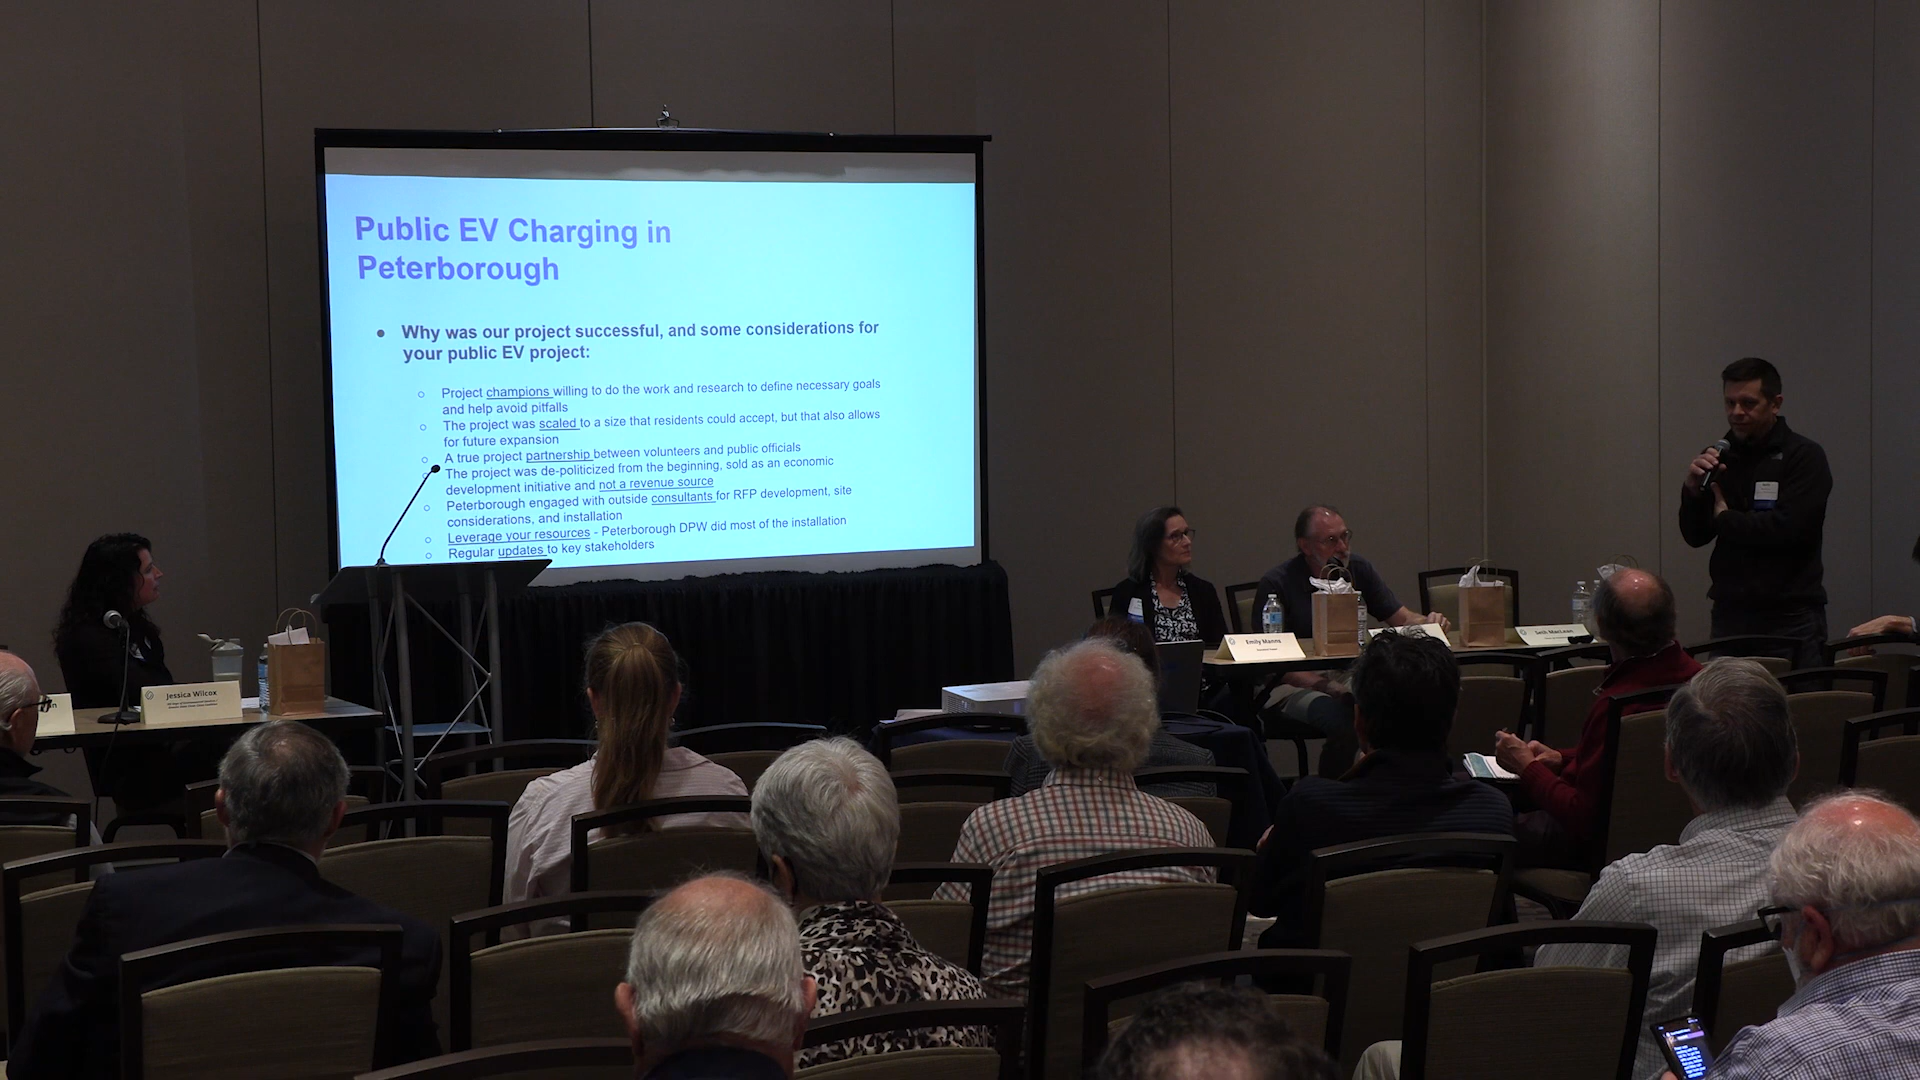 Public EV Charging in
Peterborough
● Why was our project successful, and some considerations for
your public EV project:
○ Project champions willing to do the work and research to define necessary goals
and help avoid pitfalls
○ The project was scaled to a size that residents could accept, but that also allows
for future expansion
○ A true project partnership between volunteers and public officials
○ The project was de-politicized from the beginning, sold as an economic
development initiative and not a revenue source
○ Peterborough engaged with outside consultants for RFP development, site
considerations, and installation
○ Leverage your resources - Peterborough DPW did most of the installation
○ Regular updates to key stakeholders
Jessica Wilcox
Emily Manns
Seth MacLean